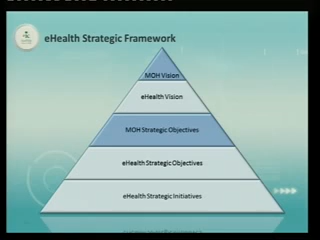 eHealth Strategic Framework
MOH Vision
eHealth Vision
MOH Strategic Objectives
eHealth Strategic Objectives
eHealth Strategic Initiatives